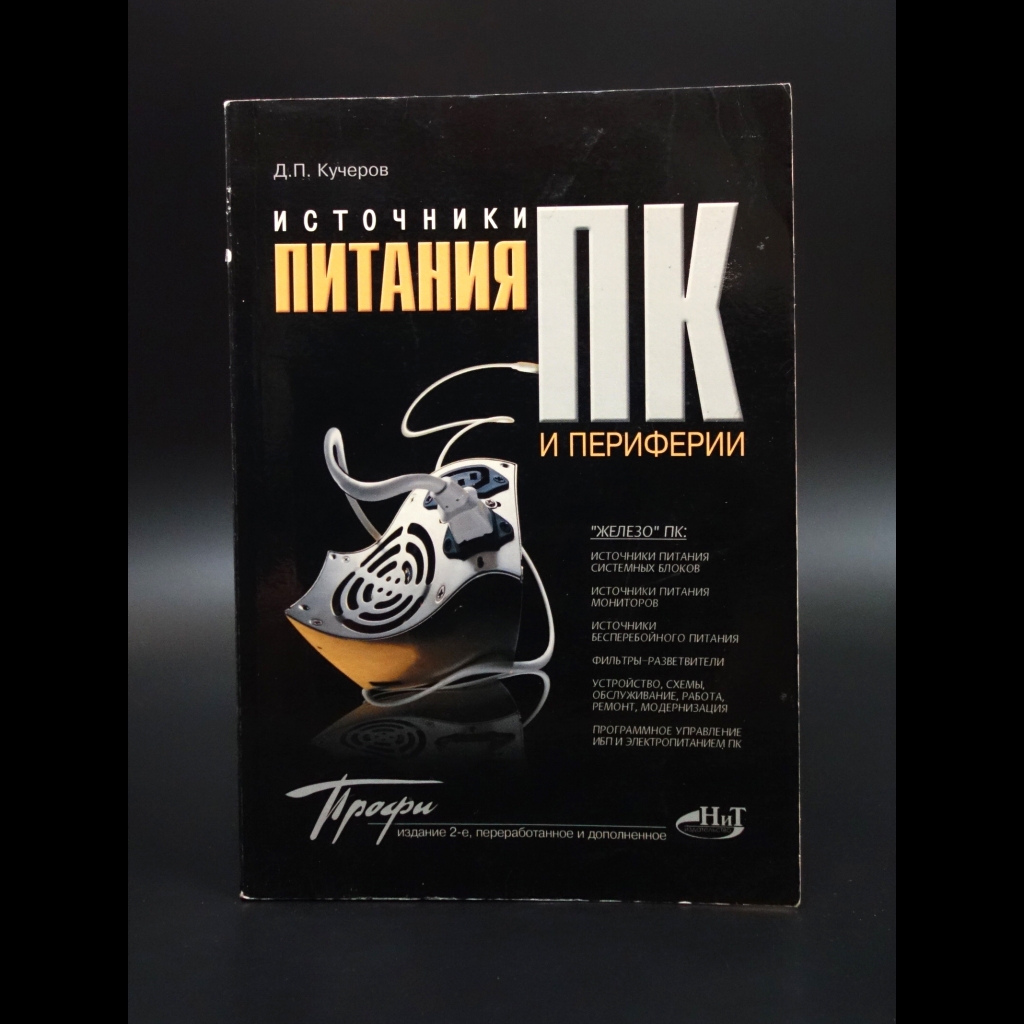 Д.П. Кучеров
ИСТОЧНИКИ
ПИТАНИЯ
ПК
И ПЕРИФЕРИИ
"ЖЕЛЕЗО" ПК:
ИСТОЧНИКИ ПИТАНИЯ
СИСТЕМНЫХ БЛОКОВ
ИСТОЧНИКИ ПИТАНИЯ
МОНИТОРОВ
ИСТОЧНИКИ
БЕСПЕРЕБОЙНОГО ПИТАНИЯ
ФИЛЬТРЫ-РАЗВЕТВИТЕЛИ
УСТРОЙСТВО, СХЕМЫ,
ОБСЛУЖИВАНИЕ, РАБОТА,
РЕМОНТ, МОДЕРНИЗАЦИЯ
ПРОГРАММНОЕ УПРАВЛЕНИЕ
ИБП И ЭЛЕКТРОПИТАНИЕМ ПК
Профи
издание 2-е, переработанное и дополненное
НиТ
ИЗДАТЕЛЬСТВО